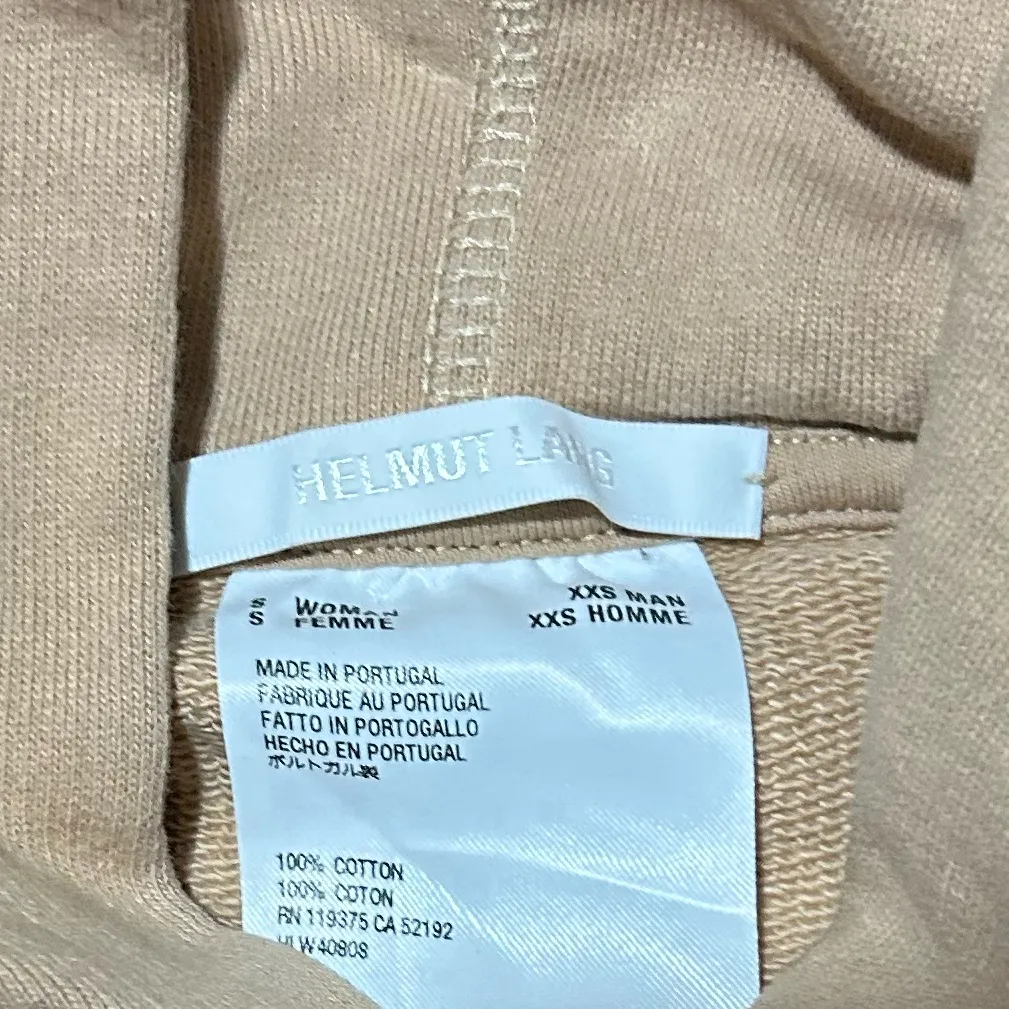 HELMUT LANG
S WOMAN XXS MAN
S FEMME XXS HOMME
MADE IN PORTUGAL
FABRIQUE AU PORTUGAL
FATTO IN PORTOGALLO
HECHO EN PORTUGAL
ポルトガル製
100% COTTON
100% COTON
RN 119375 CA 52192
HLW40808